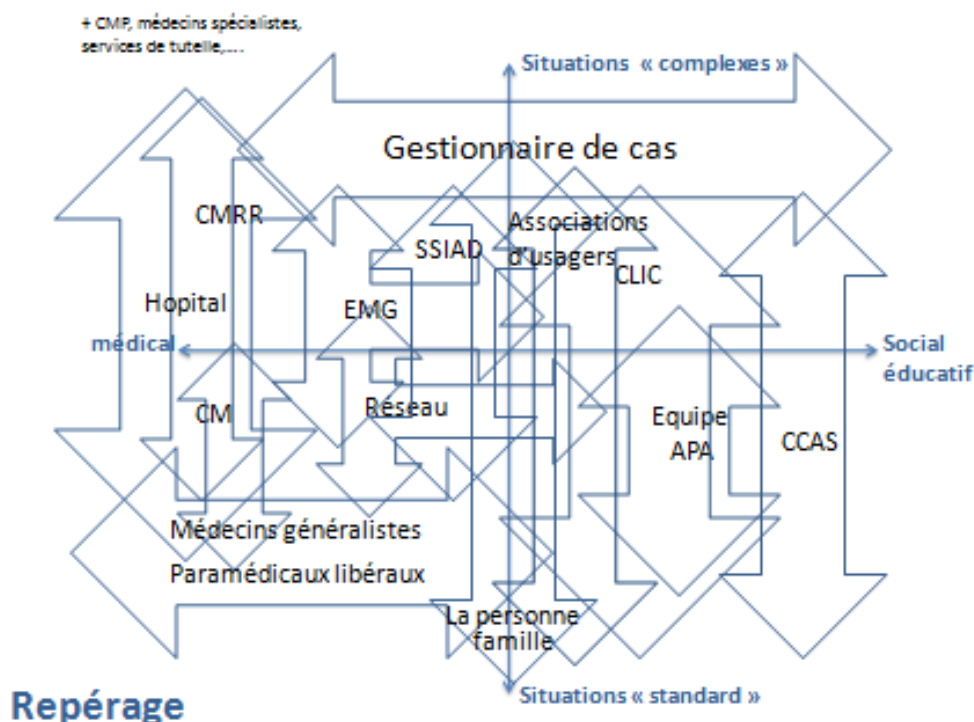 + CMP, médecins spécialistes,
services de tutelle,....
Situations « complexes »
Gestionnaire de cas
CMRR
SSIAD
Associations
d'usagers
CLIC
Hopital
EMG
médical
Social
éducatif
CM
Réseau
Equipe
APA
CCAS
Médecins généralistes
Paramédicaux libéraux
La personne
famille
Situations « standard »
Repérage